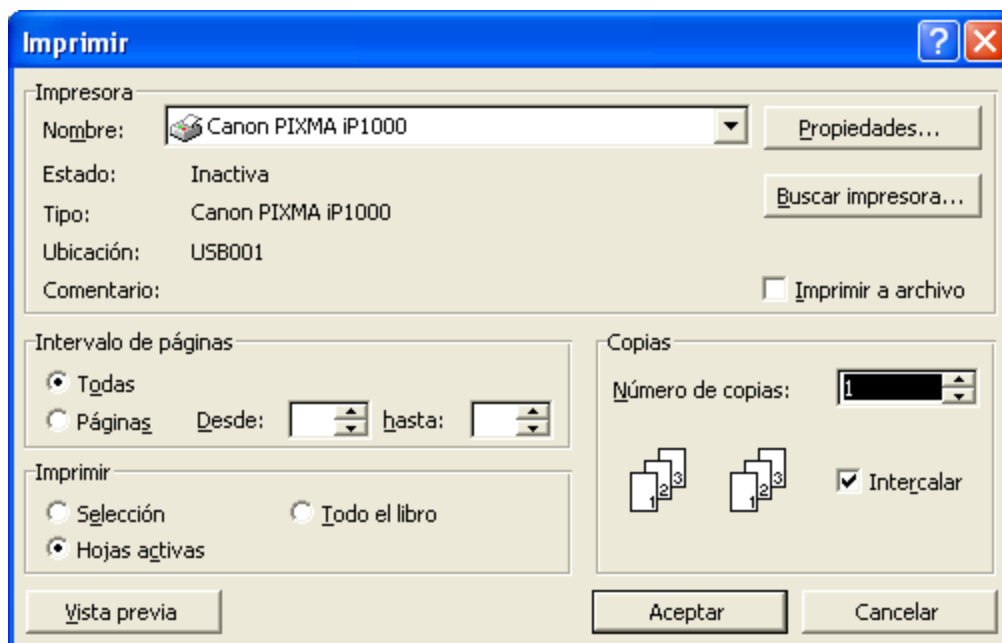 Imprimir
Impresora
Nombre: Canon PIXMA iP1000 Propiedades...
Estado: Inactiva
Buscar impresora...
Tipo: Canon PIXMA iP1000
Ubicación: USB001
Comentario: Imprimir a archivo
Intervalo de páginas
Todas
Páginas Desde: hasta:
Copias
Número de copias: 1
1 2 3 1 2 3 Intercalar
Imprimir
Selección Todo el libro
Hojas activas
Vista previa Aceptar Cancelar